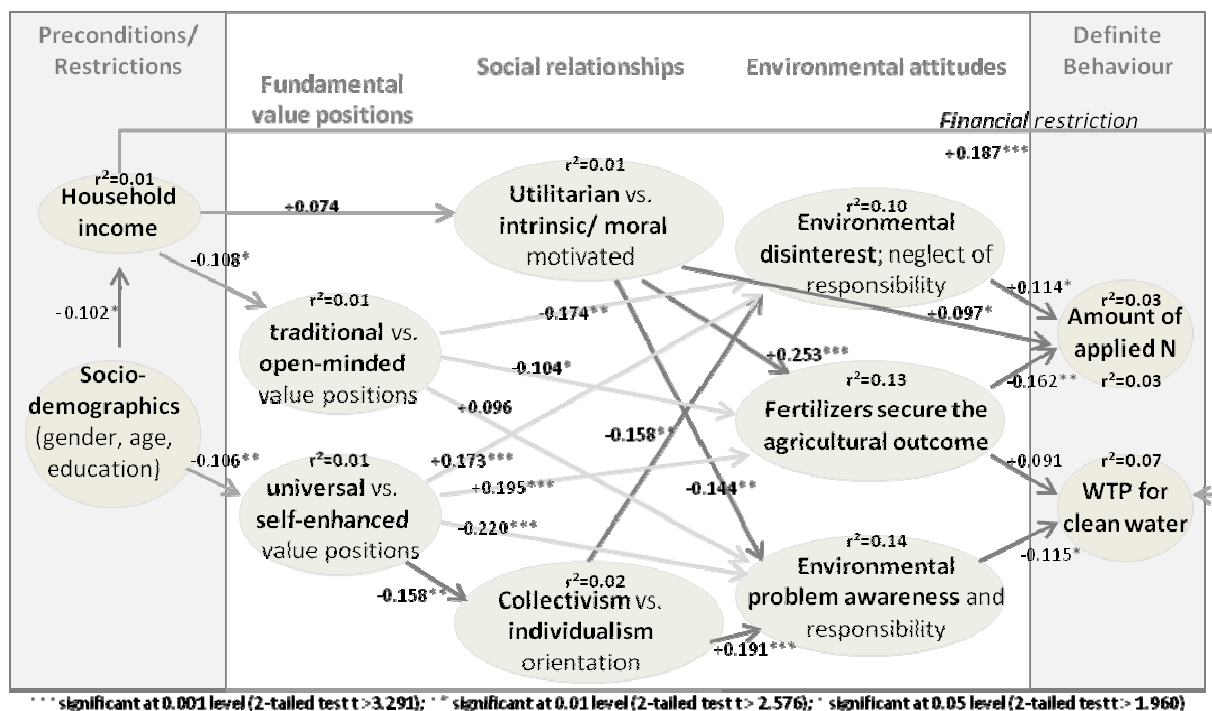 Preconditions/
Restrictions
Fundamental
value positions
Social relationships
Environmental attitudes
Definite
Behaviour
Financial restriction
+0.187***
r²=0.01
Household
income
+0.074
-0.108*
-0.102*
Socio-
demographics
(gender, age,
education)
-0.106**
r²=0.01
traditional vs.
open-minded
value positions
r²=0.01
universal vs.
self-enhanced
value positions
r²=0.01
Utilitarian vs.
intrinsic/ moral
motivated
-0.174**
-0.104*
+0.096
+0.173***
+0.195***
-0.220***
-0.158**
-0.158**
-0.144**
r²=0.02
Collectivism vs.
individualism
orientation
+0.191***
r²=0.10
Environmental
disinterest; neglect of
responsibility
+0.253***
r²=0.13
Fertilizers secure the
agricultural outcome
r²=0.14
Environmental
problem awareness and
responsibility
+0.114*
+0.097*
-0.162**
+0.091
-0.115*
r²=0.03
Amount of
applied N
r²=0.03
r²=0.07
WTP for
clean water
*** significant at 0.001 level (2-tailed test t >3.291); ** significant at 0.01 level (2-tailed test t > 2.576); * significant at 0.05 level (2-tailed test t > 1.960)